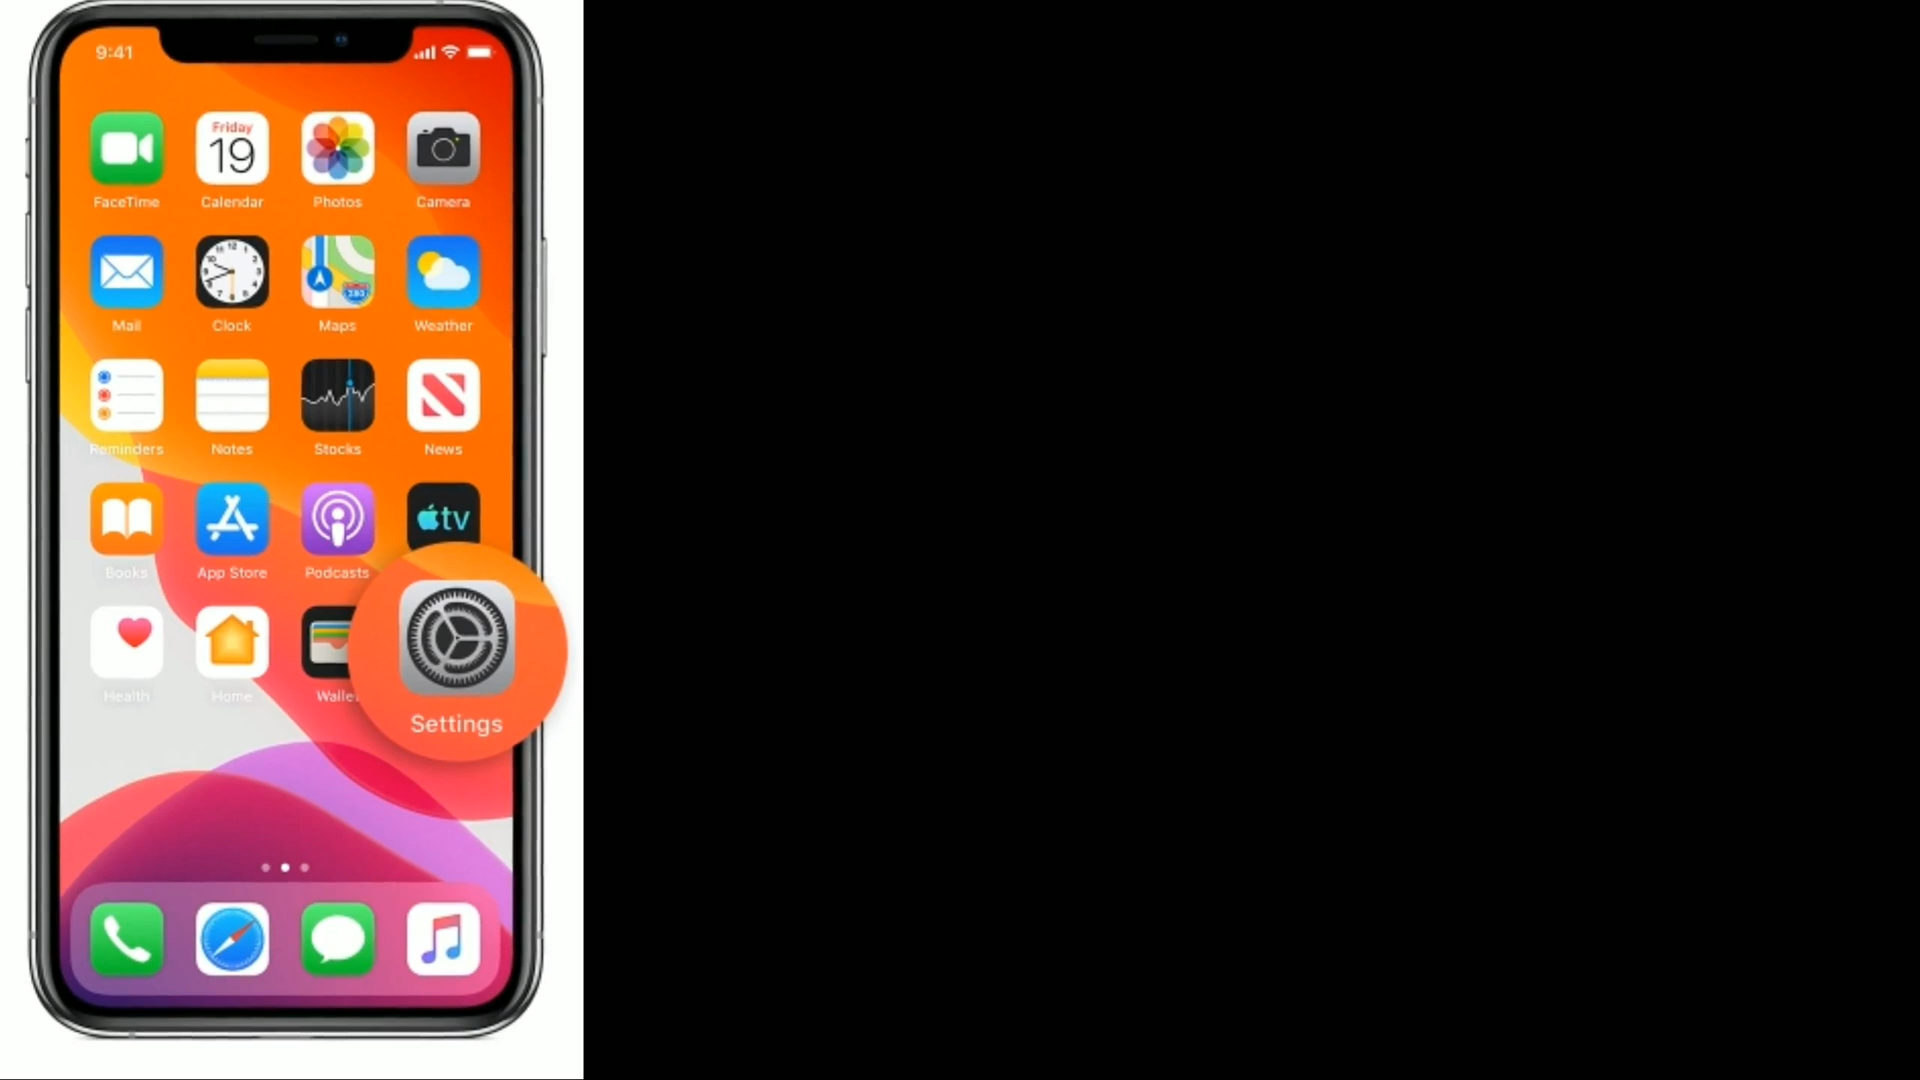 9:41
Friday
19
FaceTime
Calendar
Photos
Camera
Mail
Clock
Maps
Weather
Reminders
Notes
Stocks
News
tv
Books
App Store
Podcasts
Health
Home
Walle
Settings